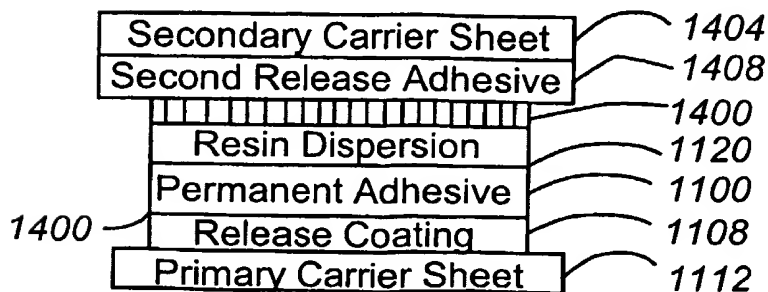 Secondary Carrier Sheet 1404
Second Release Adhesive 1408
1400
Resin Dispersion 1120
Permanent Adhesive 1100
1400 Release Coating 1108
Primary Carrier Sheet 1112